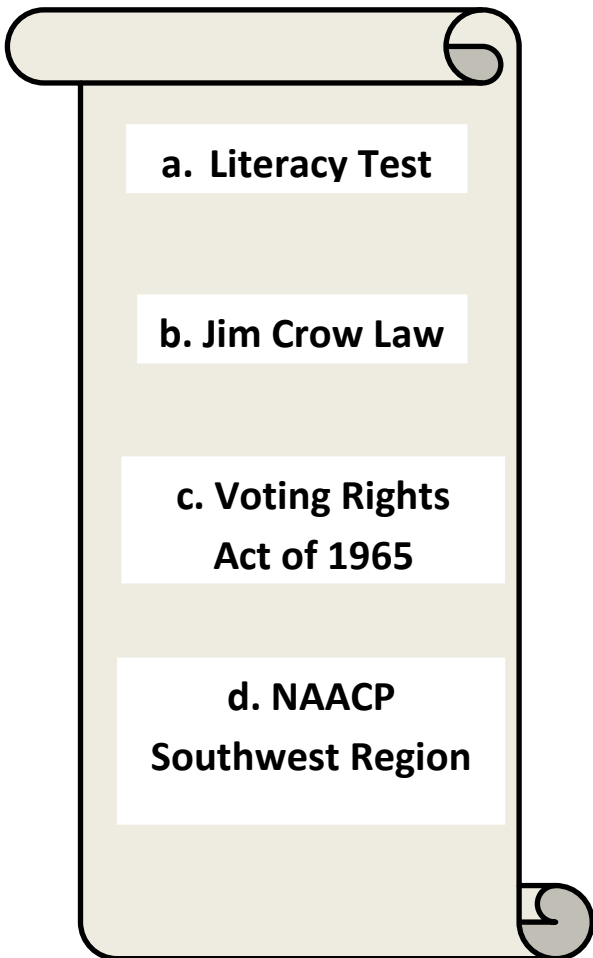 a. Literacy Test
b. Jim Crow Law
c. Voting Rights
Act of 1965
d. NAACP
Southwest Region